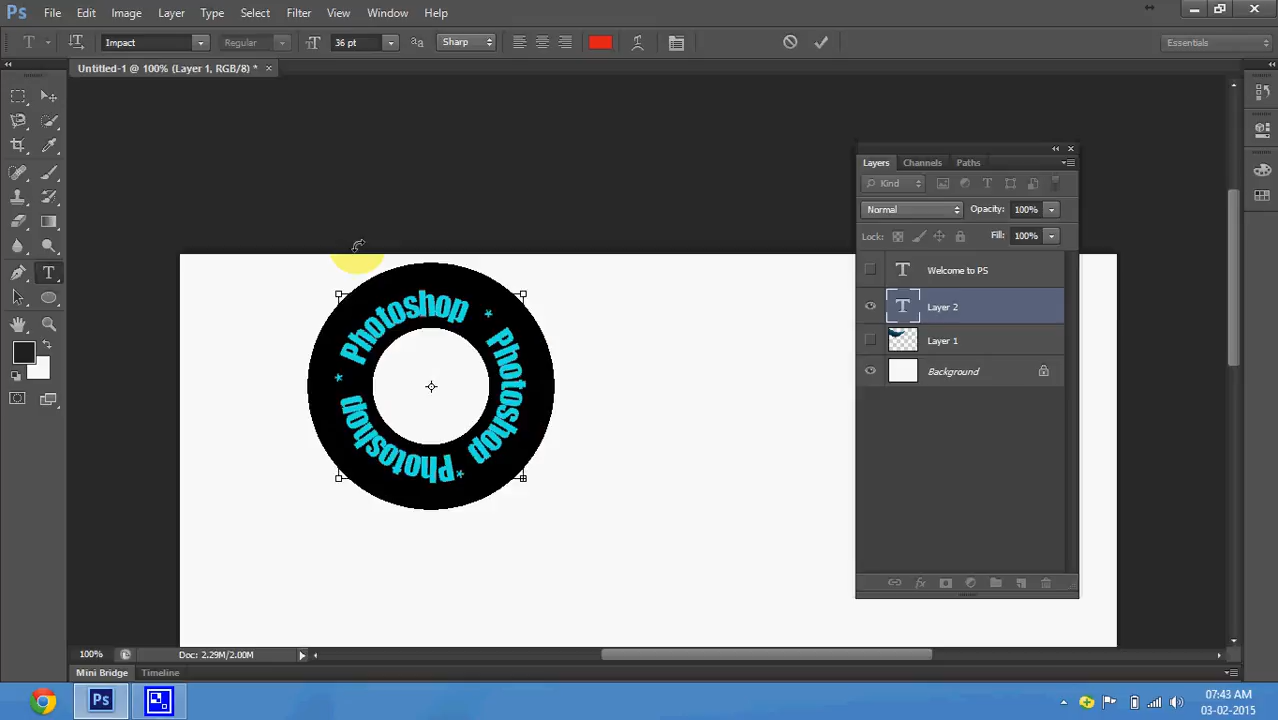 Ps File Edit Image Layer Type Select Filter 3D View Window Help
T Impact Regular 36 pt aa Sharp Essentials
Untitled-1 @ 100% (Layer 1, RGB/8) * ×
Layers Channels Paths
Kind
Normal Opacity: 100%
Lock: Fill: 100%
Welcome to PS
Layer 2
Layer 1
Background
Photoshop * Photoshop * Photoshop *
100% Doc: 2.29M/2.00M
Mini Bridge Timeline
Ps 07:43 AM
03-02-2015